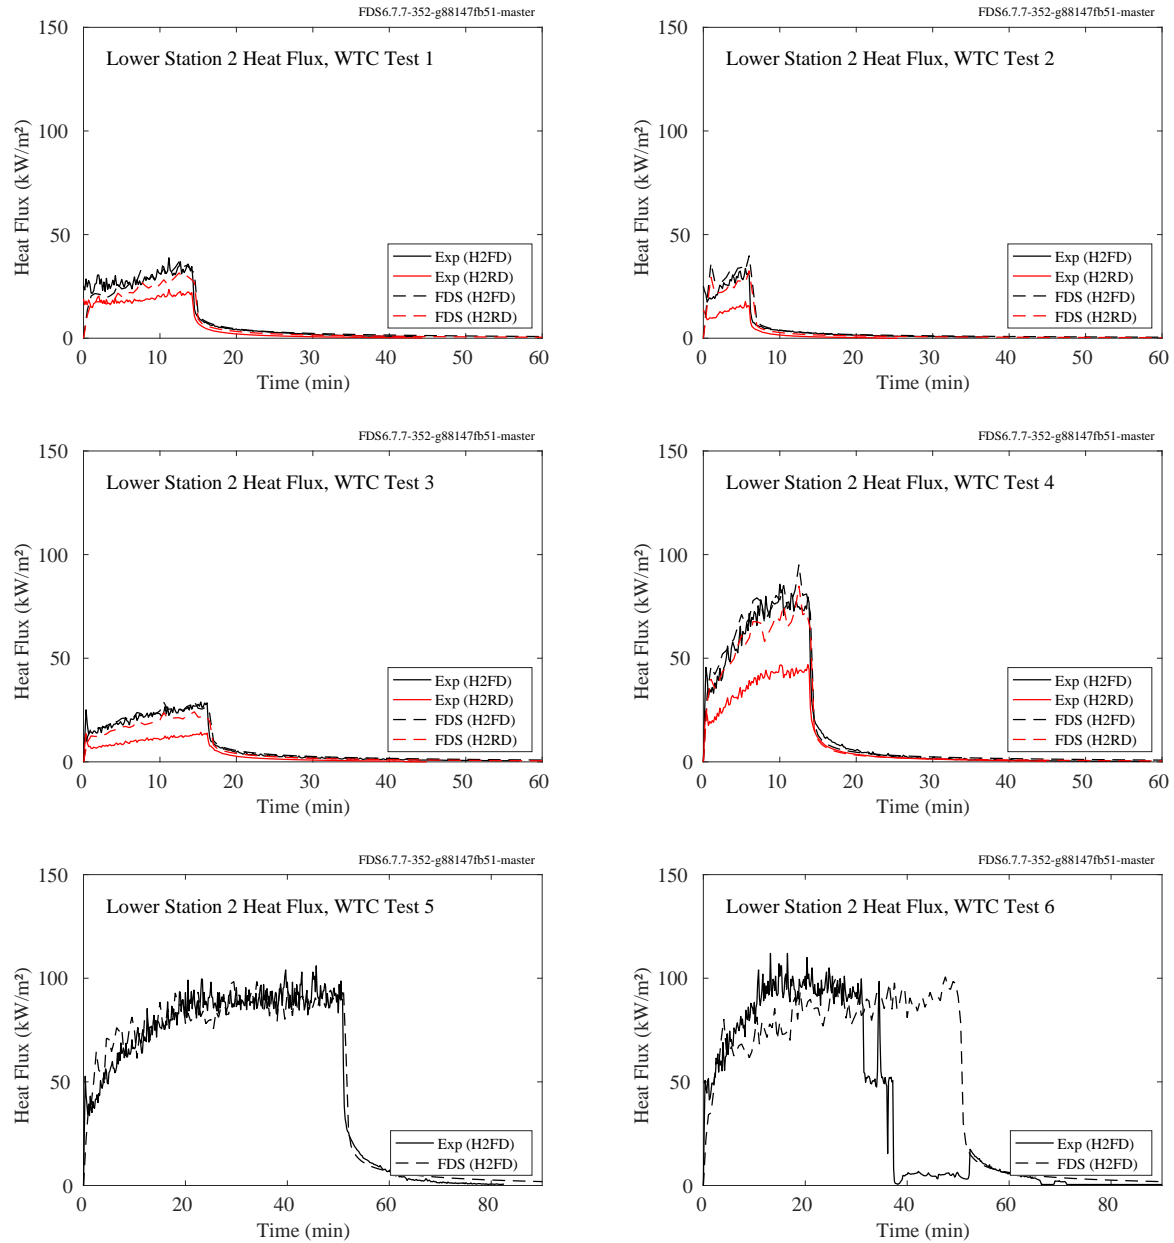 FDS6.7.7-352-g88147fb51-master
Lower Station 2 Heat Flux, WTC Test 1
Heat Flux (kW/m²)
150
100
50
0
Exp (H2FD)
Exp (H2RD)
FDS (H2FD)
FDS (H2RD)
0 10 20 30 40 50 60
Time (min)
FDS6.7.7-352-g88147fb51-master
Lower Station 2 Heat Flux, WTC Test 2
Heat Flux (kW/m²)
150
100
50
0
Exp (H2FD)
Exp (H2RD)
FDS (H2FD)
FDS (H2RD)
0 10 20 30 40 50 60
Time (min)
FDS6.7.7-352-g88147fb51-master
Lower Station 2 Heat Flux, WTC Test 3
Heat Flux (kW/m²)
150
100
50
0
Exp (H2FD)
Exp (H2RD)
FDS (H2FD)
FDS (H2RD)
0 10 20 30 40 50 60
Time (min)
FDS6.7.7-352-g88147fb51-master
Lower Station 2 Heat Flux, WTC Test 4
Heat Flux (kW/m²)
150
100
50
0
Exp (H2FD)
Exp (H2RD)
FDS (H2FD)
FDS (H2RD)
0 10 20 30 40 50 60
Time (min)
FDS6.7.7-352-g88147fb51-master
Lower Station 2 Heat Flux, WTC Test 5
Heat Flux (kW/m²)
150
100
50
0
Exp (H2FD)
FDS (H2FD)
0 20 40 60 80
Time (min)
FDS6.7.7-352-g88147fb51-master
Lower Station 2 Heat Flux, WTC Test 6
Heat Flux (kW/m²)
150
100
50
0
Exp (H2FD)
FDS (H2FD)
0 20 40 60 80
Time (min)